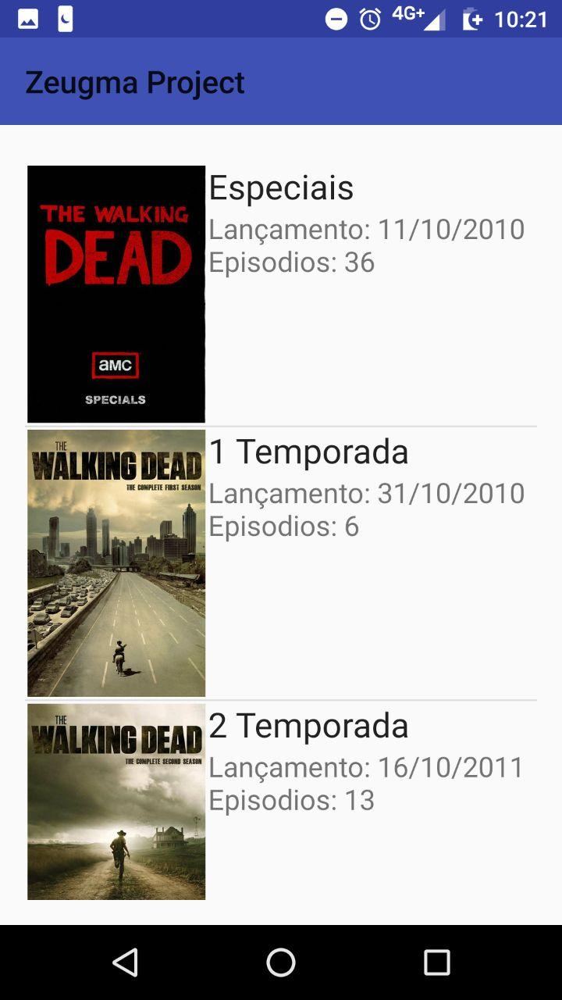 4G+ 10:21
Zeugma Project
THE WALKING
DEAD
aMC
SPECIALS
Especiais
Lançamento: 11/10/2010
Episodios: 36
THE
WALKING DEAD
THE COMPLETE FIRST SEASON
1 Temporada
Lançamento: 31/10/2010
Episodios: 6
THE
WALKING DEAD
THE COMPLETE SECOND SEASON
2 Temporada
Lançamento: 16/10/2011
Episodios: 13